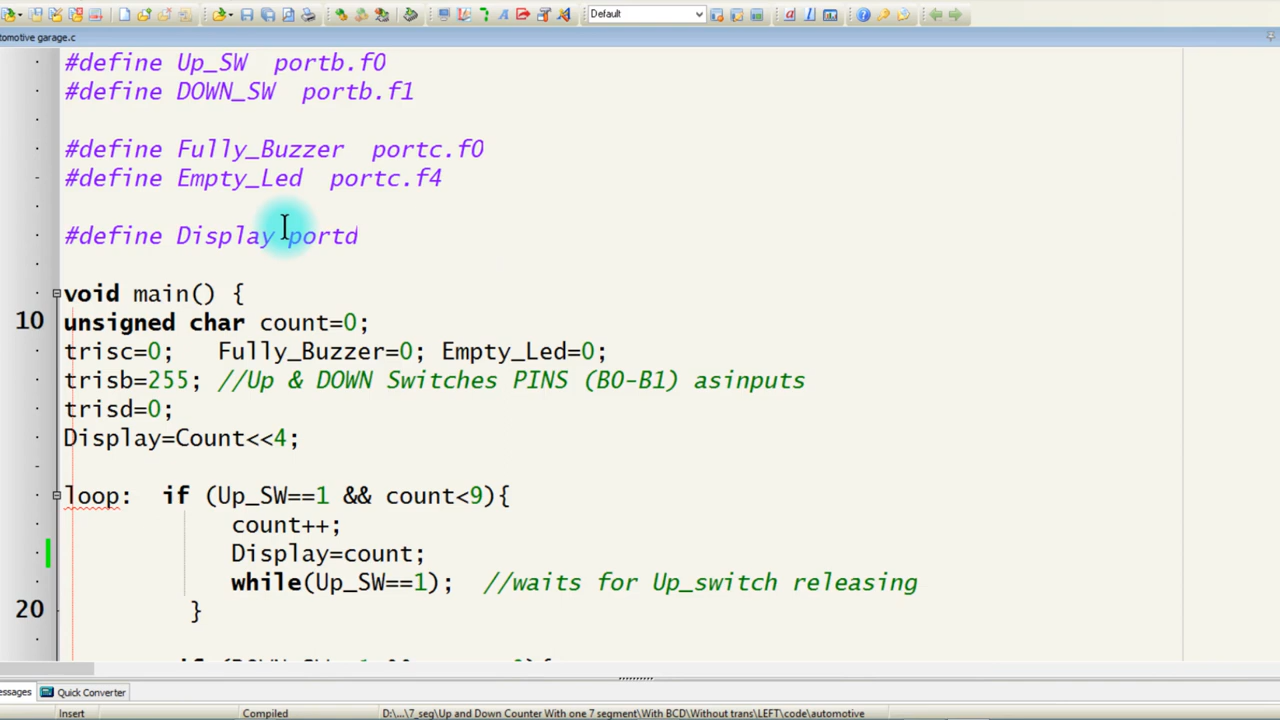 Default
tomotive garage.c
#define Up_SW portb.f0
#define DOWN_SW portb.f1
#define Fully_Buzzer portc.f0
#define Empty_Led portc.f4
#define Display portd
void main() {
10 unsigned char count=0;
trisc=0; Fully_Buzzer=0; Empty_Led=0;
trisb=255; //Up & DOWN Switches PINS (B0-B1) asinputs
trisd=0;
Display=Count<<4;
loop: if (Up_SW==1 && count<9){
count++;
Display=count;
while(Up_SW==1); //waits for Up_switch releasing
20 }
essages Quick Converter
Insert Compiled D:\...\7_seg\Up and Down Counter With one 7 segment\With BCD\Without trans\LEFT\code\automotive